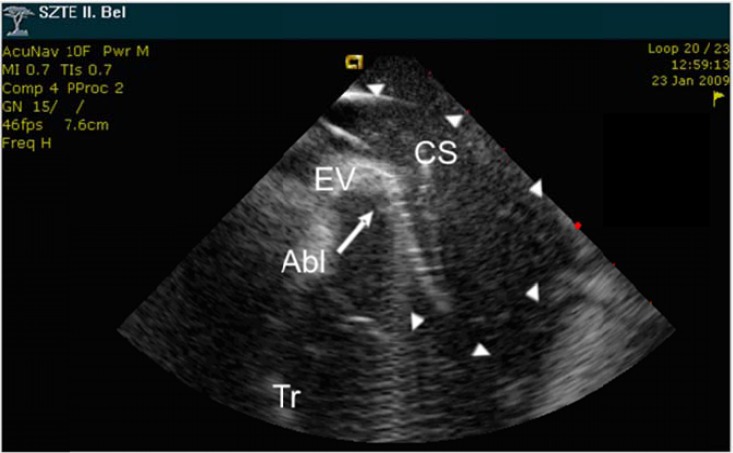 SZTE II. Bel
AcuNav 10F Pwr M
MI 0.7 TIs 0.7
Comp 4 PProc 2
GN 15/ /
46fps 7.6cm
Freq H
Loop 20 / 23
12:59:13
23 Jan 2009
CS
EV
Abl
Tr